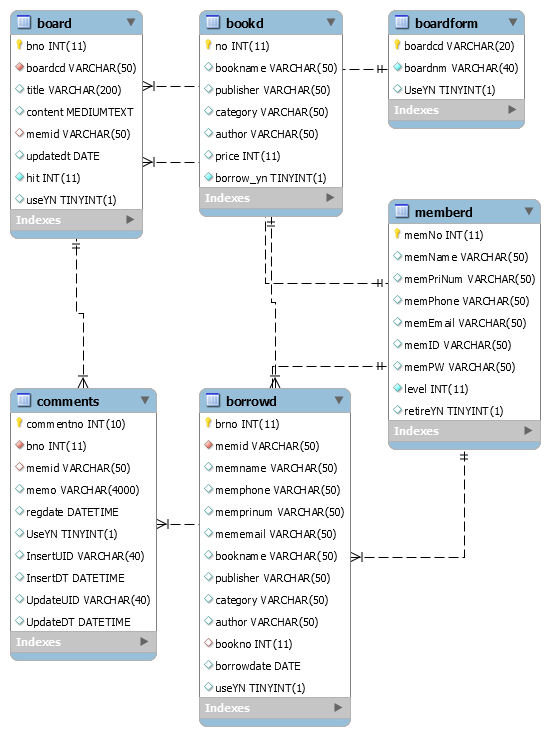 board
bno INT(11)
boardcd VARCHAR(50)
title VARCHAR(200)
content MEDIUMTEXT
memid VARCHAR(50)
updatedt DATE
hit INT(11)
useYN TINYINT(1)
Indexes
bookd
no INT(11)
bookname VARCHAR(50)
publisher VARCHAR(50)
category VARCHAR(50)
author VARCHAR(50)
price INT(11)
borrow_yn TINYINT(1)
Indexes
boardform
boardcd VARCHAR(20)
boardnm VARCHAR(40)
UseYN TINYINT(1)
Indexes
memberd
memNo INT(11)
memName VARCHAR(50)
memPriNum VARCHAR(50)
memPhone VARCHAR(50)
memEmail VARCHAR(50)
memID VARCHAR(50)
memPW VARCHAR(50)
level INT(11)
retireYN TINYINT(1)
Indexes
comments
commentno INT(10)
bno INT(11)
memid VARCHAR(50)
memo VARCHAR(4000)
regdate DATETIME
UseYN TINYINT(1)
InsertUID VARCHAR(40)
InsertDT DATETIME
UpdateUID VARCHAR(40)
UpdateDT DATETIME
Indexes
borrowd
brno INT(11)
memid VARCHAR(50)
memname VARCHAR(50)
memphone VARCHAR(50)
memprinum VARCHAR(50)
mememail VARCHAR(50)
bookname VARCHAR(50)
publisher VARCHAR(50)
category VARCHAR(50)
author VARCHAR(50)
bookno INT(11)
borrowdate DATE
useYN TINYINT(1)
Indexes